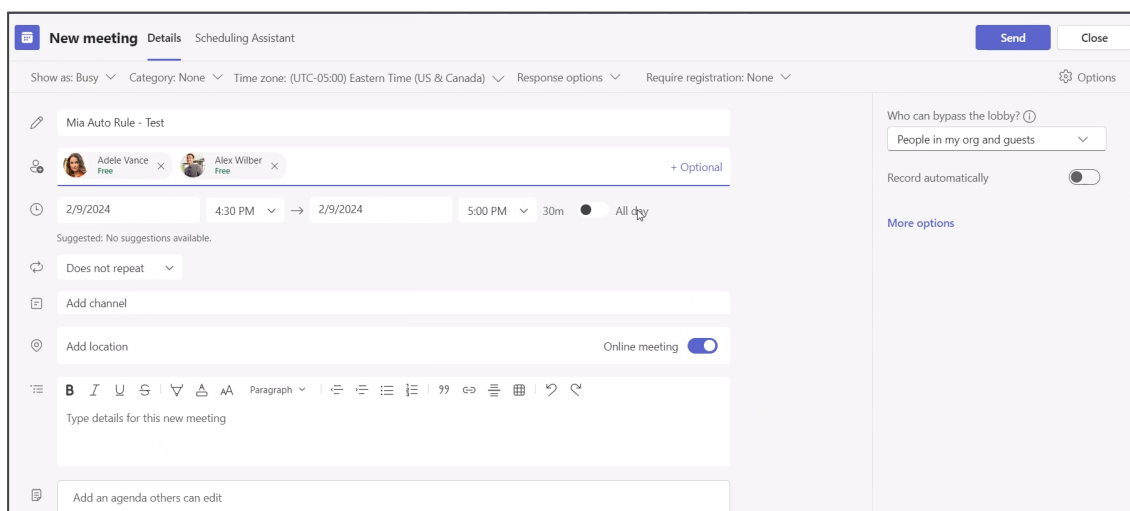 New meeting Details Scheduling Assistant Send Close
Show as: Busy Category: None Time zone: (UTC-05:00) Eastern Time (US & Canada) Response options Require registration: None Options
Mia Auto Rule - Test
Adele Vance Free Alex Wilber Free + Optional
2/9/2024 4:30 PM → 2/9/2024 5:00 PM 30m All day
Suggested: No suggestions available.
Does not repeat
Add channel
Add location Online meeting
B I U S A AA Paragraph
Type details for this new meeting
Add an agenda others can edit
Who can bypass the lobby?
People in my org and guests
Record automatically
More options